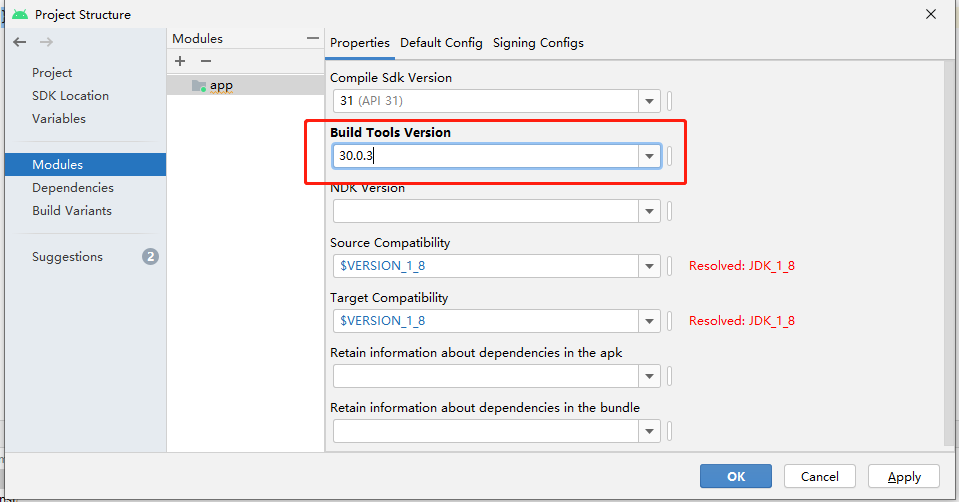 Project Structure
Project
SDK Location
Variables
Modules
Dependencies
Build Variants
Suggestions
2
Modules
app
Properties Default Config Signing Configs
Compile Sdk Version
31 (API 31)
Build Tools Version
30.0.3
NDK Version
Source Compatibility
$VERSION_1_8
Resolved: JDK_1_8
Target Compatibility
$VERSION_1_8
Resolved: JDK_1_8
Retain information about dependencies in the apk
Retain information about dependencies in the bundle
OK Cancel Apply